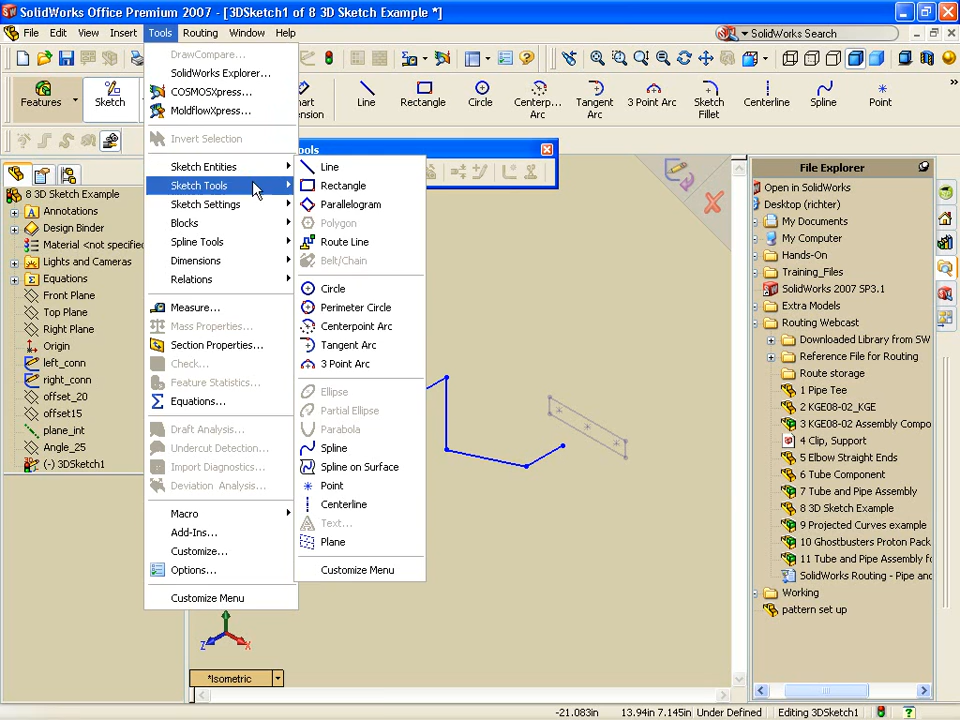 SolidWorks Office Premium 2007 - [3DSketch1 of 8 3D Sketch Example *]
File Edit View Insert Tools Routing Window Help
SolidWorks Search
Features
Sketch
Line
Rectangle
Circle
Centerp...
Arc
Tangent
Arc
3 Point Arc
Sketch
Fillet
Centerline
Spline
Point
DrawCompare...
SolidWorks Explorer...
COSMOSXpress...
MoldflowXpress...
Invert Selection
Sketch Entities
Sketch Tools
Sketch Settings
Blocks
Spline Tools
Dimensions
Relations
Measure...
Mass Properties...
Section Properties...
Check...
Feature Statistics...
Equations...
Deviation Analysis...
Draft Analysis...
Undercut Detection...
Import Diagnostics...
Macro
Add-Ins...
Customize...
Options...
Customize Menu
Line
Rectangle
Parallelogram
Polygon
Route Line
Belt/Chain
Circle
Perimeter Circle
Centerpoint Arc
Tangent Arc
3 Point Arc
Ellipse
Partial Ellipse
Parabola
Spline
Spline on Surface
Point
Centerline
Text...
Plane
Customize Menu
8 3D Sketch Example
Annotations
Design Binder
Material <not specified
Lights and Cameras
Equations
Front Plane
Top Plane
Right Plane
Origin
left_conn
right_conn
offset_20
offset15
plane_int
Angle_25
(-) 3DSketch1
File Explorer
Open in SolidWorks
Desktop (richter)
My Documents
My Computer
Hands-On
Training_Files
SolidWorks 2007 SP3.1
Extra Models
Routing Webcast
Downloaded Library from SW
Reference File for Routing
Route storage
1 Pipe Tee
2 KGE08-02_KGE
3 KGE08-02 Assembly Compo
4 Clip, Support
5 Elbow Straight Ends
6 Tube Component
7 Tube and Pipe Assembly
8 3D Sketch Example
9 Projected Curves example
10 Ghostbusters Proton Pack
11 Tube and Pipe Assembly fo
SolidWorks Routing - Pipe and
Working
pattern set up
Z X
*Isometric
-21.083in 13.94in 7.145in Under Defined Editing 3DSketch1